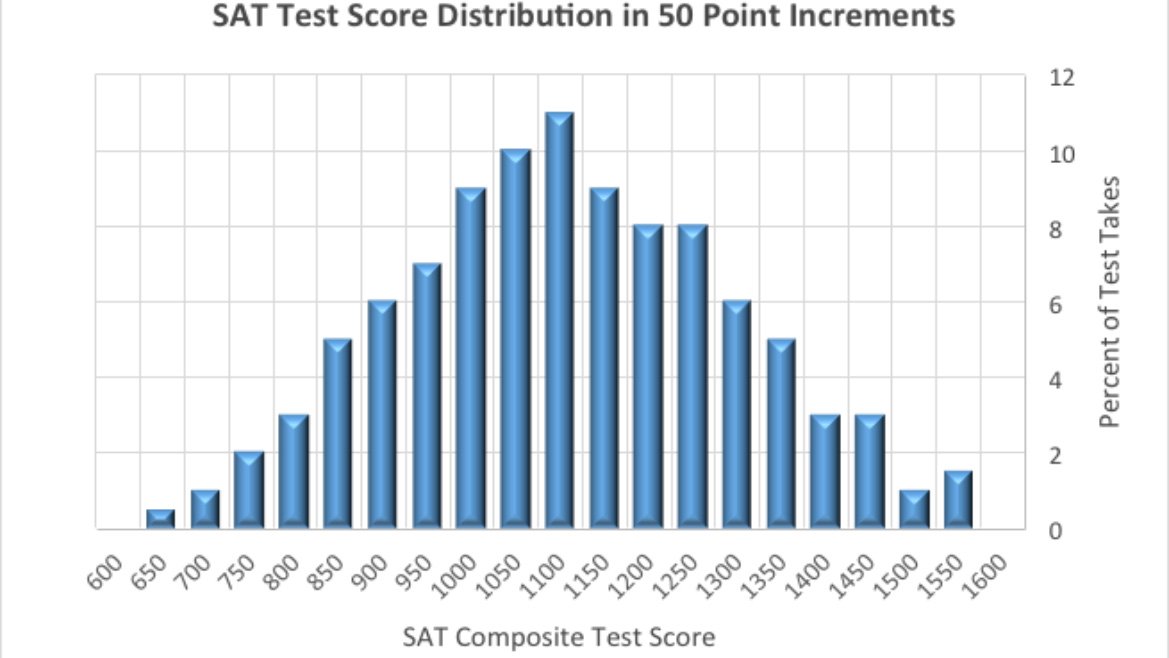 SAT Test Score Distribution in 50 Point Increments
12
10
8
6
4
2
0
Percent of Test Takes
600 650 700 750 800 850 900 950 1000 1050 1100 1150 1200 1250 1300 1350 1400 1450 1500 1550 1600
SAT Composite Test Score